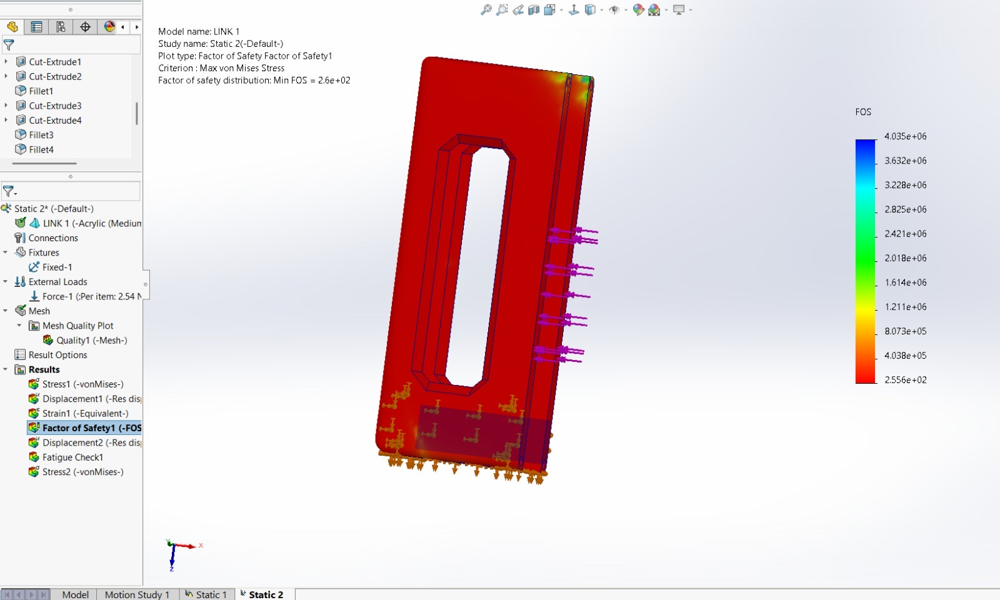 Cut-Extrude1
Cut-Extrude2
Fillet1
Cut-Extrude3
Cut-Extrude4
Fillet3
Fillet4
Static 2* (-Default-)
LINK 1 (-Acrylic (Medium
Connections
Fixtures
Fixed-1
External Loads
Force-1 (:Per item: 2.54 N
Mesh
Mesh Quality Plot
Quality1 (-Mesh-)
Result Options
Results
Stress1 (-vonMises-)
Displacement1 (-Res disp
Strain1 (-Equivalent-)
Factor of Safety1 (-FOS
Displacement2 (-Res disp
Fatigue Check1
Stress2 (-vonMises-)
Model name: LINK 1
Study name: Static 2(-Default-)
Plot type: Factor of Safety Factor of Safety1
Criterion : Max von Mises Stress
Factor of safety distribution: Min FOS = 2.6e+02
FOS
4.035e+06
3.632e+06
3.228e+06
2.825e+06
2.421e+06
2.018e+06
1.614e+06
1.211e+06
8.073e+05
4.038e+05
2.556e+02
Y
X
Z
Model
Motion Study 1
Static 1
Static 2